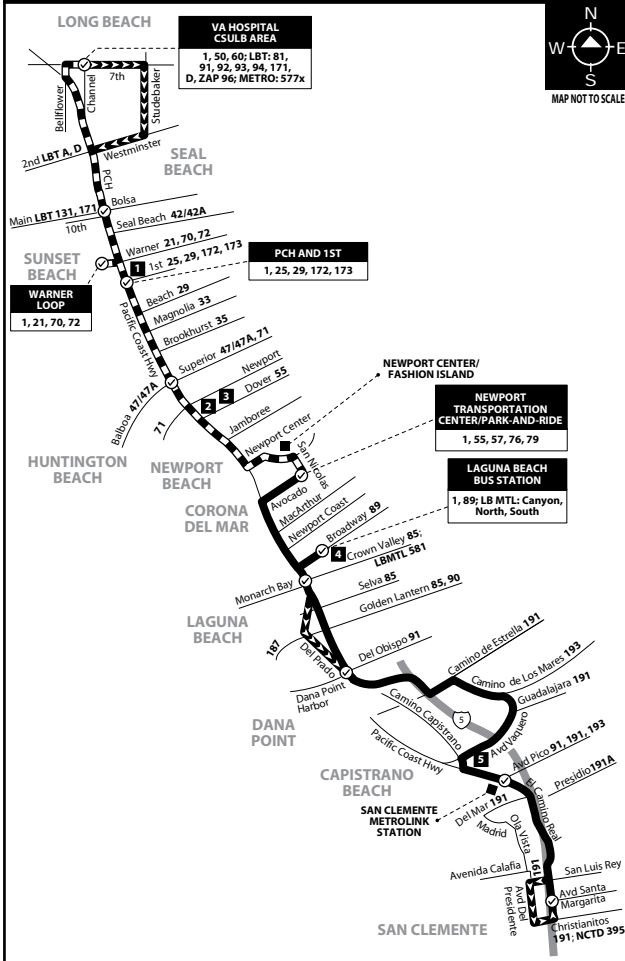 LONG BEACH
VA HOSPITAL
CSULB AREA
1, 50, 60; LBT: 81,
91, 92, 93, 94, 171,
D, ZAP 96; METRO: 577x
N
W E
S
MAP NOT TO SCALE
Bellflower
Channel
7th
Studebaker
2nd LBT A, D
Westminster
SEAL
BEACH
PCH
Main LBT 131, 171
Bolsa
10th
Seal Beach 42/42A
Warner 21, 70, 72
SUNSET
BEACH
1
1st 25, 29, 172, 173
PCH AND 1ST
1, 25, 29, 172, 173
WARNER
LOOP
1, 21, 70, 72
Beach 29
Magnolia 33
Pacific Coast Hwy
Brookhurst 35
Superior 47/47A, 71
Balboa 47/47A
Newport
Dover 55
71
2
3
Jamboree
NEWPORT CENTER/
FASHION ISLAND
Newport Center
San Nicolas
NEWPORT
TRANSPORTATION
CENTER/PARK-AND-RIDE
1, 55, 57, 76, 79
HUNTINGTON
BEACH
NEWPORT
BEACH
LAGUNA BEACH
BUS STATION
1, 89; LB MTL: Canyon,
North, South
CORONA
DEL MAR
Avocado
MacArthur
Newport Coast
Broadway 89
4
Crown Valley 85;
LBMTL 581
Monarch Bay
Selva 85
Golden Lantern 85, 90
LAGUNA
BEACH
187
Del Prado
Del Obispo 91
Dana Point
Harbor
DANA
POINT
Camino de Estrella 191
Camino de Los Mares 193
Guadalajara 191
5
Camino Capistrano
Avd Vaquero
Pacific Coast Hwy
5
Avd Pico 91, 191, 193
CAPISTRANO
BEACH
Presidio 191A
SAN CLEMENTE
METROLINK
STATION
Del Mar 191
El Camino Real
Madrid
Ola Vista
191
Avenida Calafia
San Luis Rey
Avd Del
Presidente
Avd Santa
Margarita
SAN CLEMENTE
Christianitos
191; NCTD 395